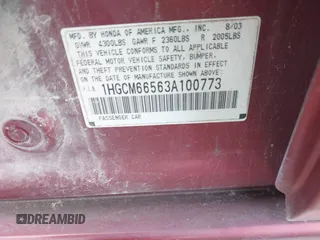 MFD. BY HONDA OF AMERICA MFG., INC. 8/03
GVWR 4300LBS GAWR F 2360LBS R 2005LBS
THIS VEHICLE CONFORMS TO ALL APPLICABLE
FEDERAL MOTOR VEHICLE SAFETY, BUMPER,
AND THEFT PREVENTION STANDARDS IN EFFECT
ON THE DATE OF MANUFACTURE SHOWN ABOVE.
V.I.N. 1HGCM66563A100773
PASSENGER CAR
DREAMBID